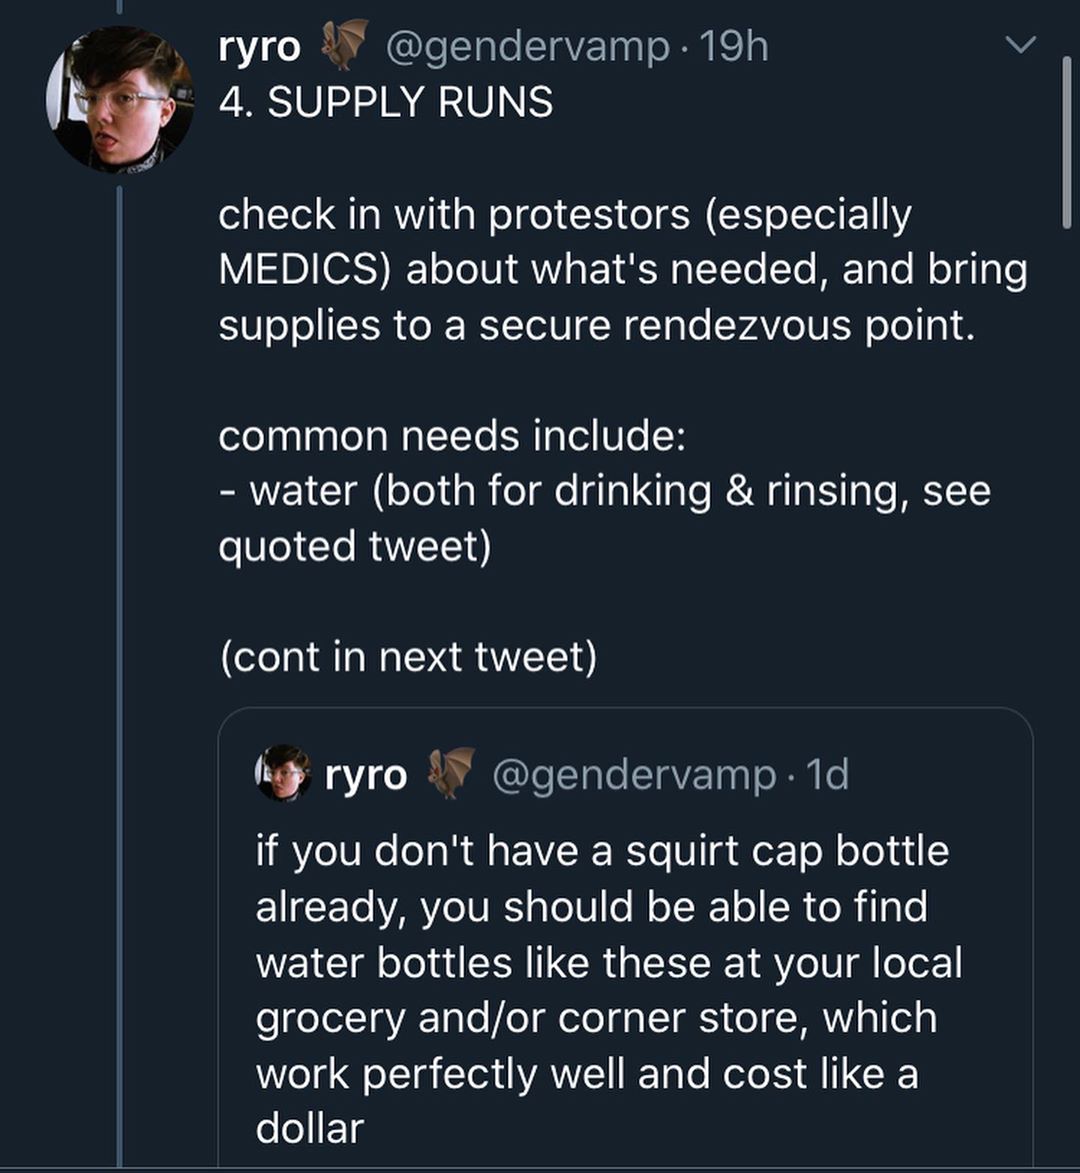 ryro 🦇 @gendervamp · 19h
4. SUPPLY RUNS
check in with protestors (especially
MEDICS) about what's needed, and bring
supplies to a secure rendezvous point.
common needs include:
- water (both for drinking & rinsing, see
quoted tweet)
(cont in next tweet)
ryro 🦇 @gendervamp · 1d
if you don't have a squirt cap bottle
already, you should be able to find
water bottles like these at your local
grocery and/or corner store, which
work perfectly well and cost like a
dollar